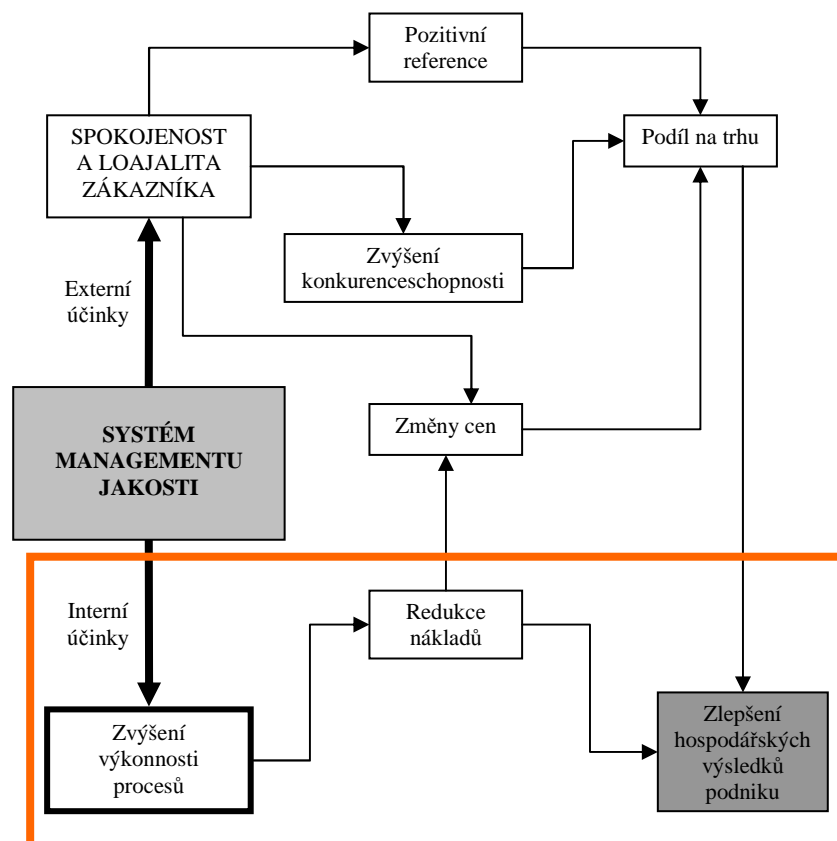 Pozitivní
reference
SPOKOJENOST
A LOAJALITA
ZÁKAZNÍKA
Podíl na trhu
Zvýšení
konkurenceschopnosti
Externí
účinky
Změny cen
SYSTÉM
MANAGEMENTU
JAKOSTI
Interní
účinky
Redukce
nákladů
Zvýšení
výkonnosti
procesů
Zlepšení
hospodářských
výsledků
podniku